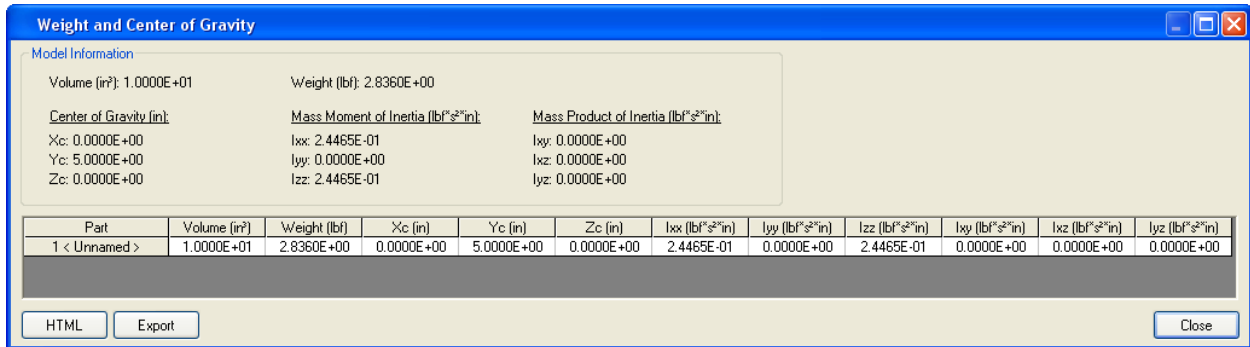 Weight and Center of Gravity
Model Information
Volume (in³): 1.0000E+01 Weight (lbf): 2.8360E+00
Center of Gravity (in): Mass Moment of Inertia (lbf*s²*in): Mass Product of Inertia (lbf*s²*in):
Xc: 0.0000E+00 Ixx: 2.4465E-01 Ixy: 0.0000E+00
Yc: 5.0000E+00 Iyy: 0.0000E+00 Ixz: 0.0000E+00
Zc: 0.0000E+00 Izz: 2.4465E-01 Iyz: 0.0000E+00
Part Volume (in³) Weight (lbf) Xc (in) Yc (in) Zc (in) Ixx (lbf*s²*in) Iyy (lbf*s²*in) Izz (lbf*s²*in) Ixy (lbf*s²*in) Ixz (lbf*s²*in) Iyz (lbf*s²*in)
1 < Unnamed > 1.0000E+01 2.8360E+00 0.0000E+00 5.0000E+00 0.0000E+00 2.4465E-01 0.0000E+00 2.4465E-01 0.0000E+00 0.0000E+00 0.0000E+00
HTML Export Close